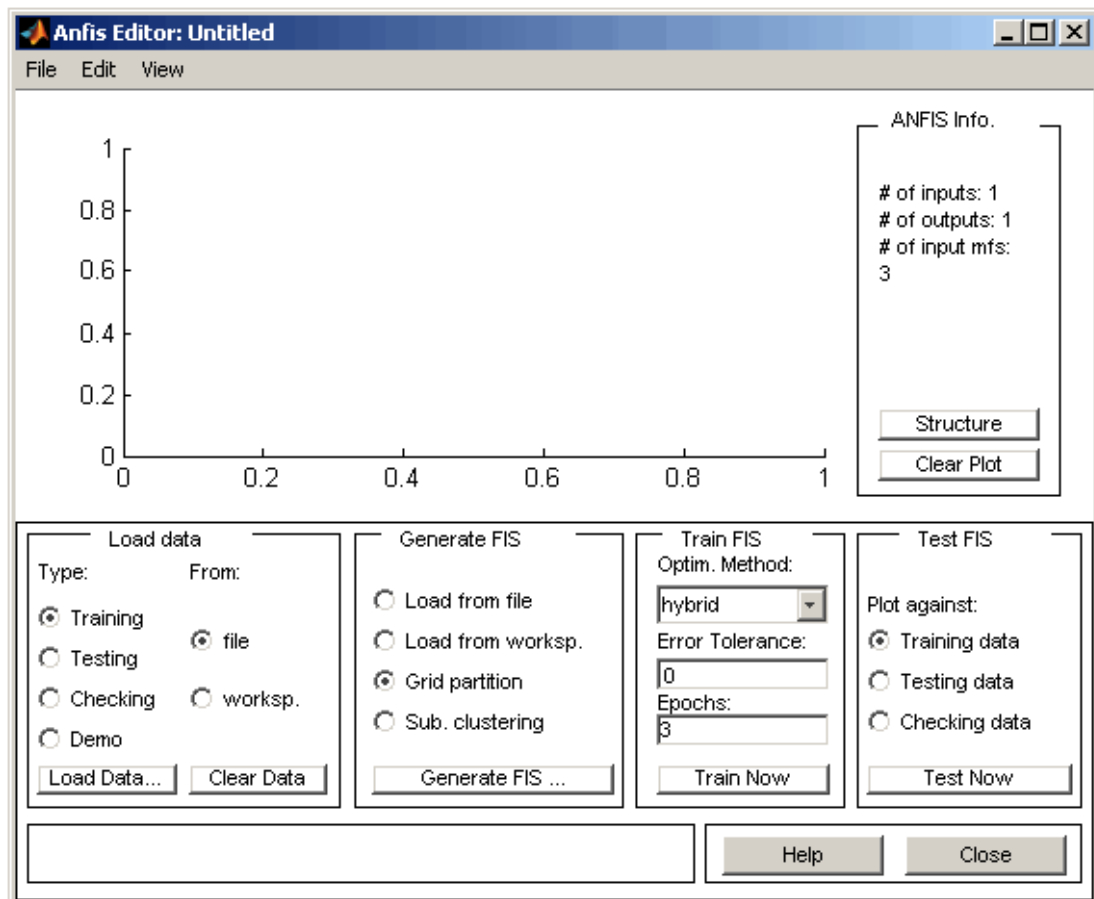 Anfis Editor: Untitled
File Edit View
ANFIS Info.
# of inputs: 1
# of outputs: 1
# of input mfs:
3
Structure
Clear Plot
1
0.8
0.6
0.4
0.2
0
0 0.2 0.4 0.6 0.8 1
Load data
Type: From:
Training
Testing
Checking
Demo
file
worksp.
Load Data... Clear Data
Generate FIS
Load from file
Load from worksp.
Grid partition
Sub. clustering
Generate FIS ...
Train FIS
Optim. Method:
hybrid
Error Tolerance:
0
Epochs:
3
Train Now
Test FIS
Plot against:
Training data
Testing data
Checking data
Test Now
Help Close